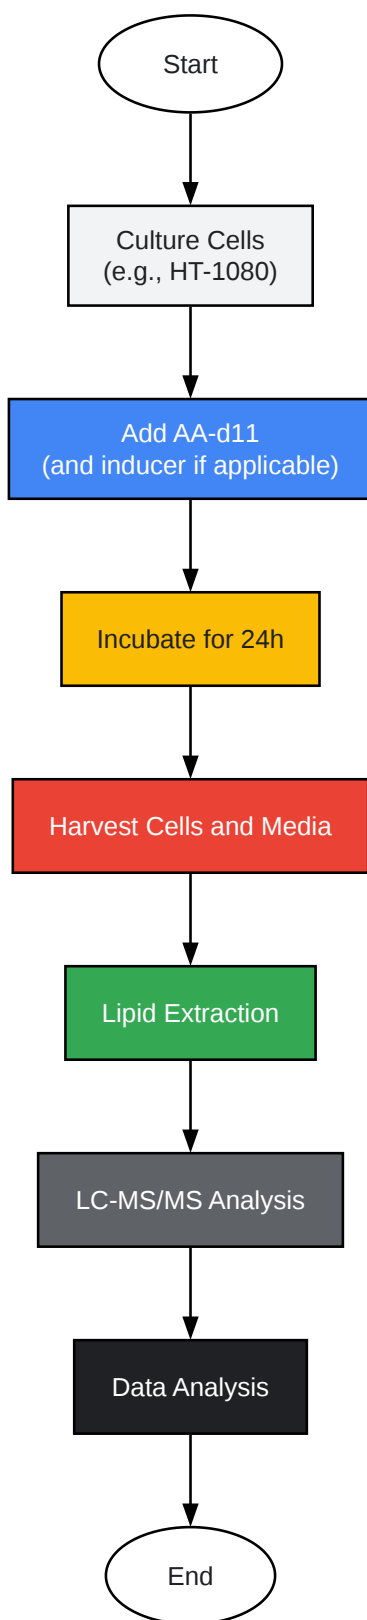 Start
Culture Cells
(e.g., HT-1080)
Add AA-d11
(and inducer if applicable)
Incubate for 24h
Harvest Cells and Media
Lipid Extraction
LC-MS/MS Analysis
Data Analysis
End